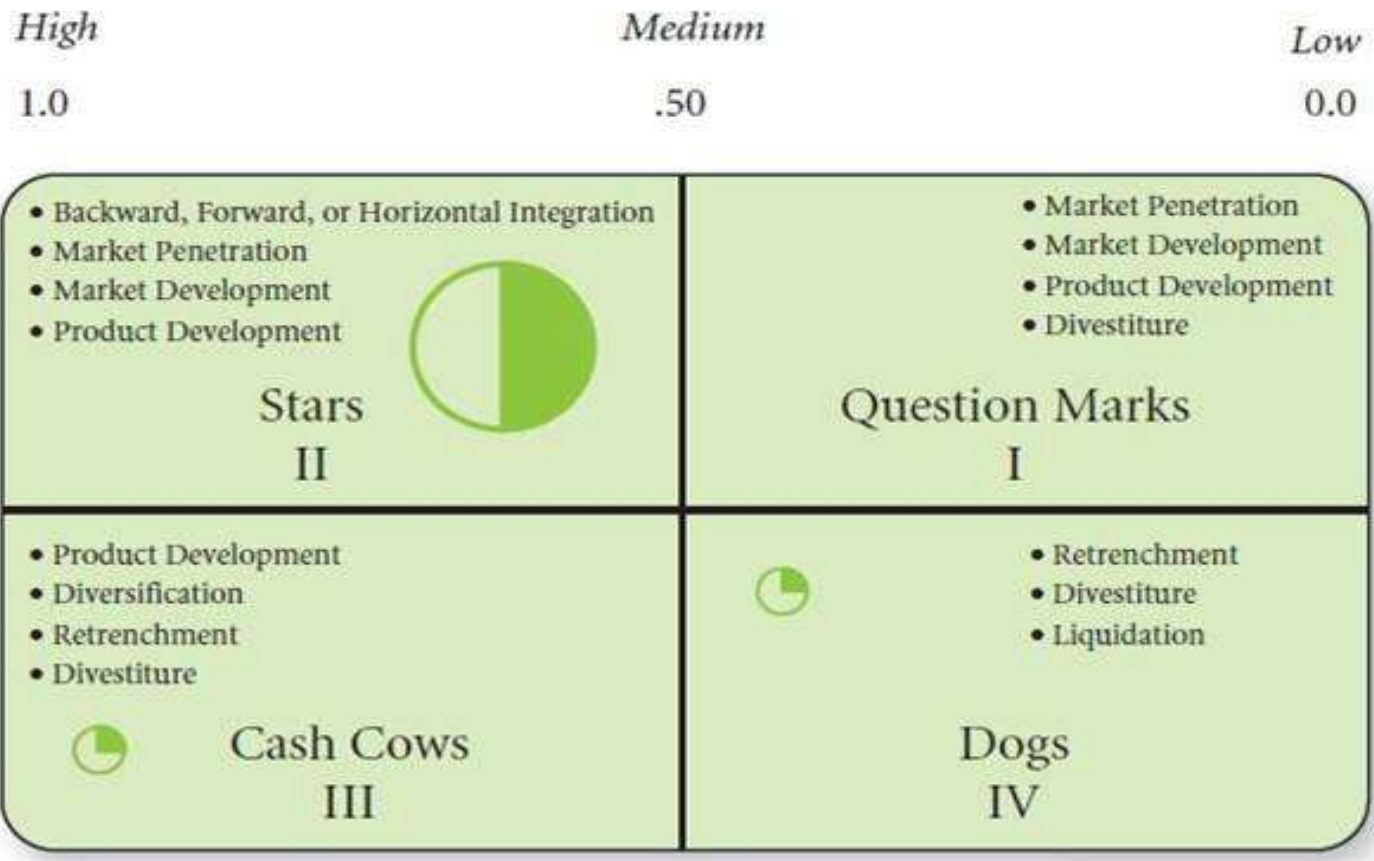 High Medium Low
1.0 .50 0.0
• Backward, Forward, or Horizontal Integration
• Market Penetration
• Market Development
• Product Development
Stars
II
• Market Penetration
• Market Development
• Product Development
• Divestiture
Question Marks
I
• Product Development
• Diversification
• Retrenchment
• Divestiture
Cash Cows
III
• Retrenchment
• Divestiture
• Liquidation
Dogs
IV